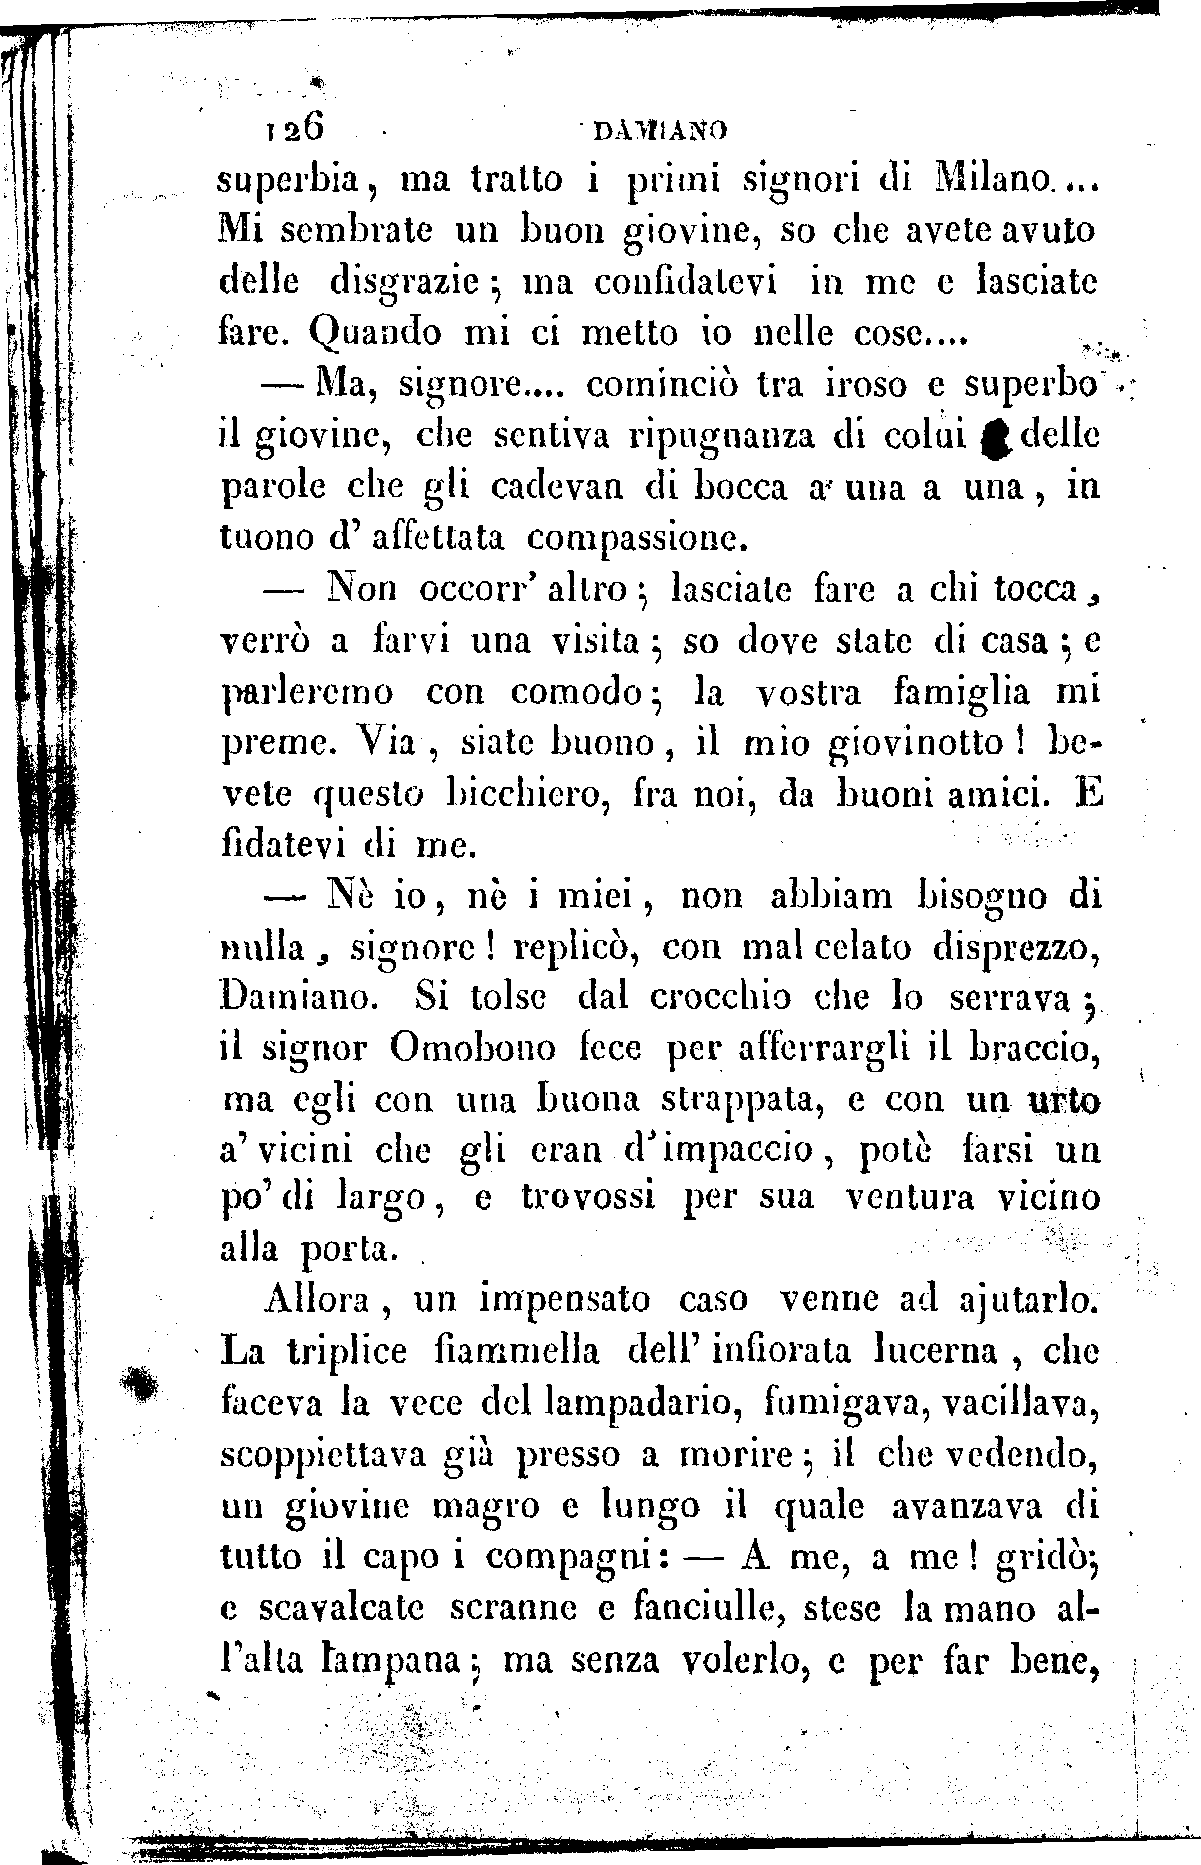 126 DAMIANO
superbia, ma tratto i primi signori di Milano....
Mi sembrate un buon giovine, so che avete avuto
delle disgrazie; ma confidatevi in me e lasciate
fare. Quando mi ci metto io nelle cose....
— Ma, signore.... cominciò tra iroso e superbo
il giovine, che sentiva ripugnanza di colui delle
parole che gli cadevan di bocca a una a una, in
tuono d' affettata compassione.
— Non occorr' altro; lasciate fare a chi tocca,
verrò a farvi una visita; so dove state di casa; e
parleremo con comodo; la vostra famiglia mi
preme. Via, siate buono, il mio giovinotto! be-
vete questo bicchiero, fra noi, da buoni amici. E
fidatevi di me.
— Nè io, nè i miei, non abbiam bisogno di
nulla, signore! replicò, con mal celato disprezzo,
Damiano. Si tolse dal crocchio che lo serrava;
il signor Omobono fece per afferrargli il braccio,
ma egli con una buona strappata, e con un urto
a' vicini che gli eran d'impaccio, potè farsi un
po' di largo, e trovossi per sua ventura vicino
alla porta.
Allora, un impensato caso venne ad ajutarlo.
La triplice fiammella dell' infiorata lucerna, che
faceva la vece del lampadario, fumigava, vacillava,
scoppiettava già presso a morire; il che vedendo,
un giovine magro e lungo il quale avanzava di
tutto il capo i compagni: — A me, a me! gridò;
e scavalcate scranne e fanciulle, stese la mano al-
l'alta lampana; ma senza volerlo, e per far bene,